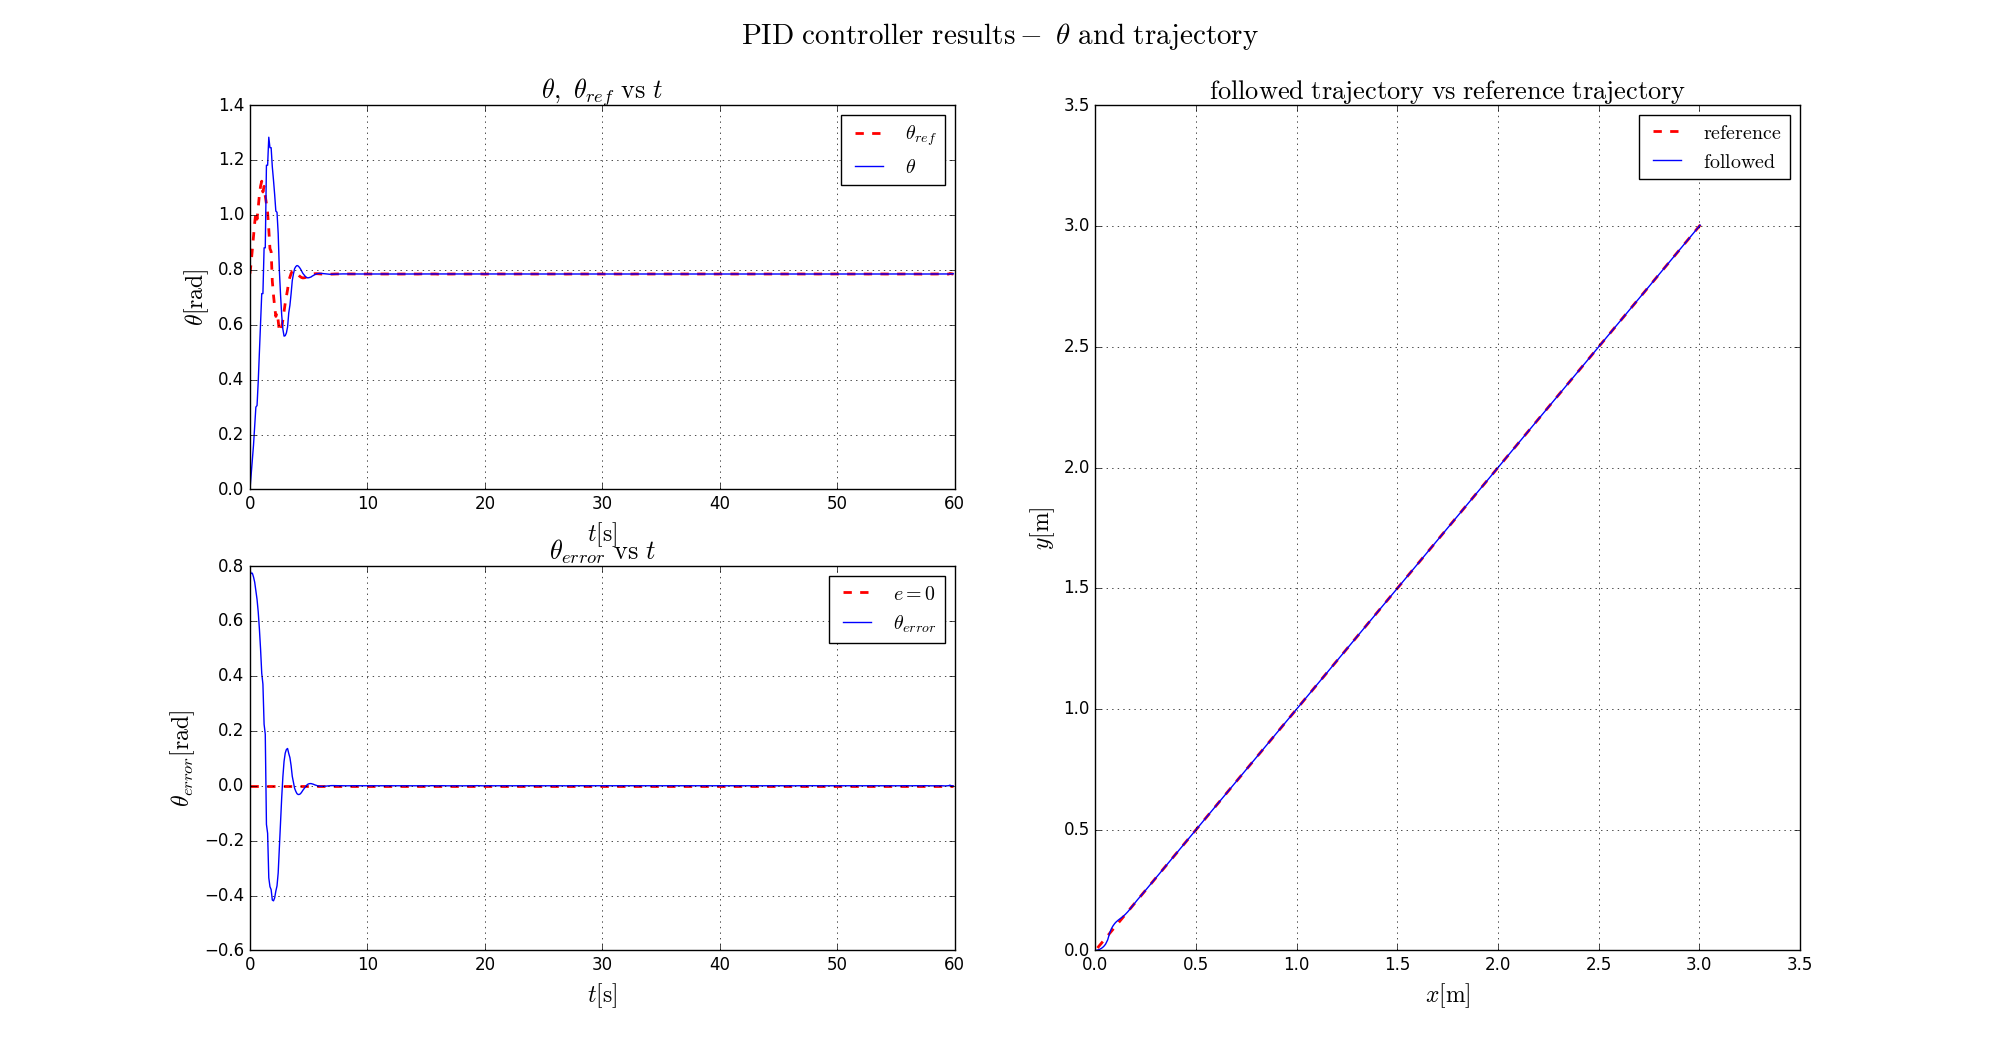 PID controller results – θ and trajectory
θ, θ_ref vs t
1.4
1.2
1.0
0.8
0.6
0.4
0.2
0.0
θ[rad]
θ_ref
θ
0 10 20 30 40 50 60
t[s]
θ_error vs t
0.8
0.6
0.4
0.2
0.0
−0.2
−0.4
−0.6
θ_error[rad]
e = 0
θ_error
0 10 20 30 40 50 60
t[s]
followed trajectory vs reference trajectory
3.5
3.0
2.5
2.0
1.5
1.0
0.5
0.0
y[m]
reference
followed
0.0 0.5 1.0 1.5 2.0 2.5 3.0 3.5
x[m]